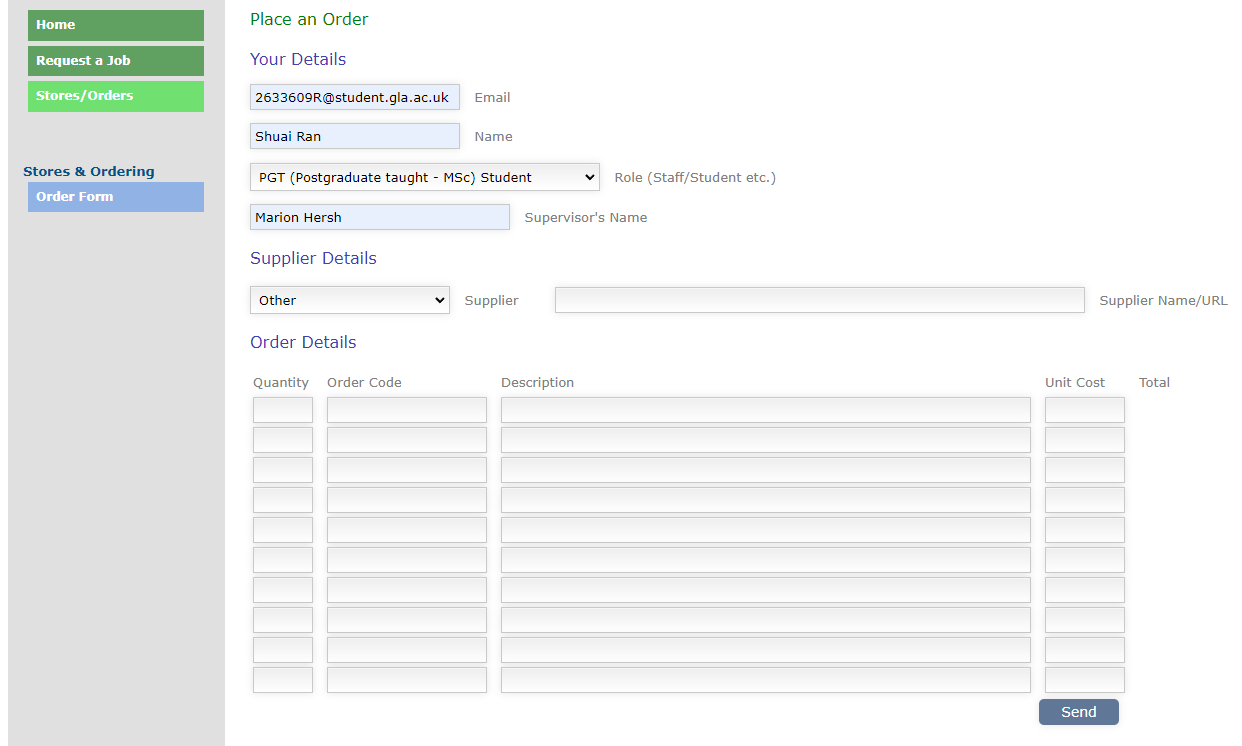 Home
Request a Job
Stores/Orders
Stores & Ordering
Order Form
Place an Order
Your Details
2633609R@student.gla.ac.uk Email
Shuai Ran Name
PGT (Postgraduate taught - MSc) Student Role (Staff/Student etc.)
Marion Hersh Supervisor's Name
Supplier Details
Other Supplier Supplier Name/URL
Order Details
Quantity Order Code Description Unit Cost Total
Send